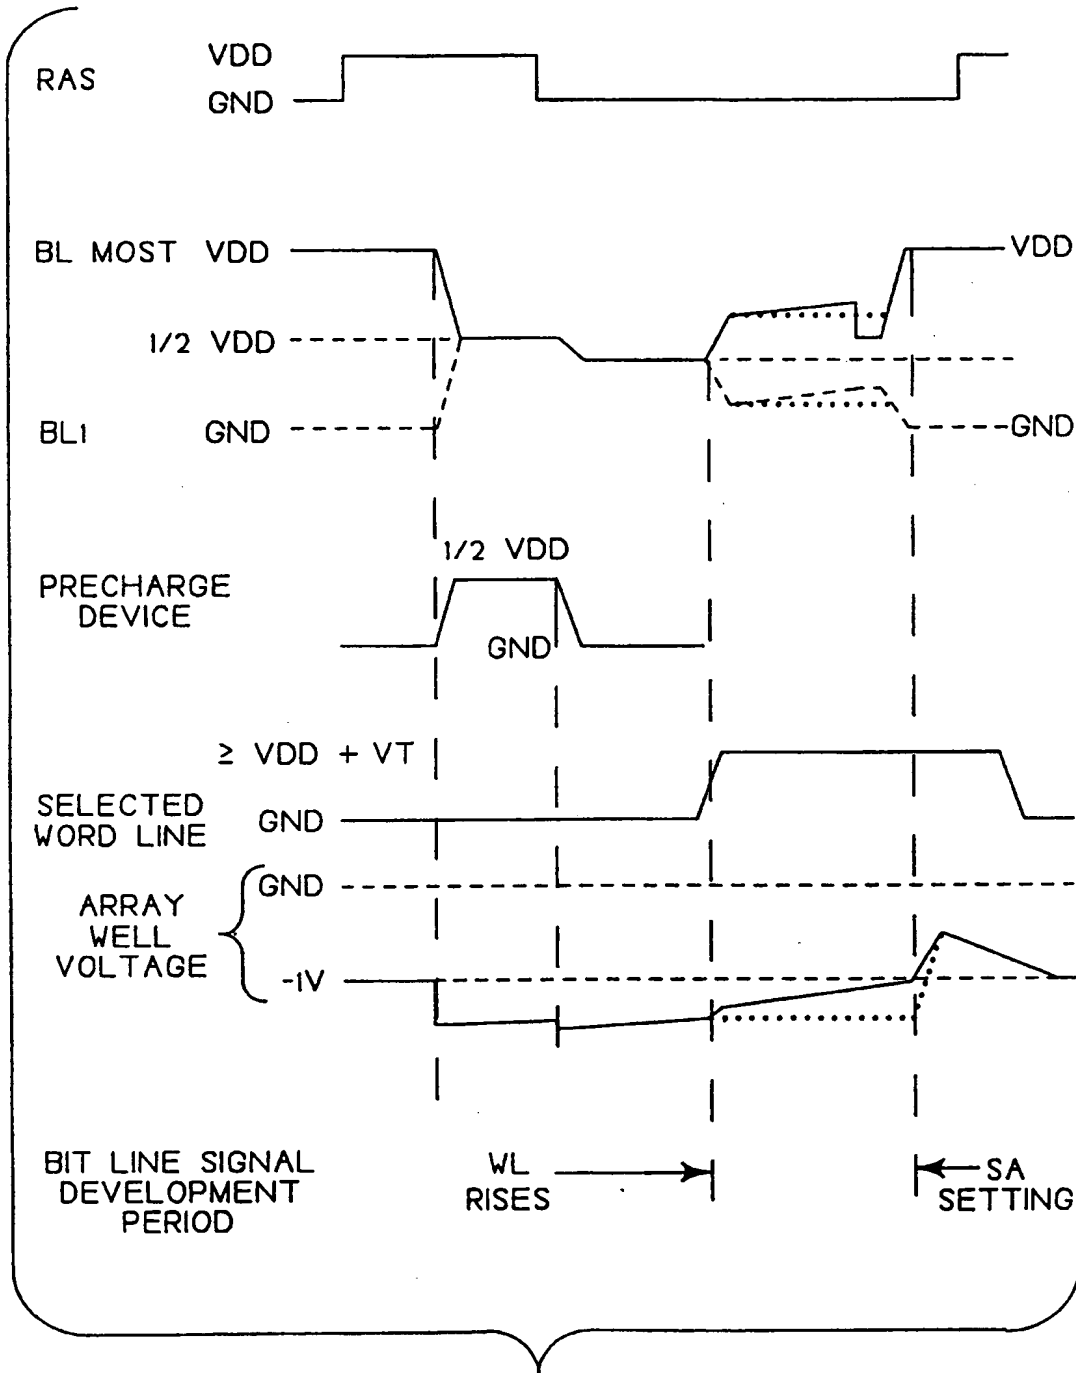 VDD
RAS
GND
BL MOST VDD VDD
1/2 VDD
BL1 GND GND
1/2 VDD
PRECHARGE
DEVICE
GND
≥ VDD + VT
SELECTED
WORD LINE
GND
GND
ARRAY
WELL
VOLTAGE
-1V
BIT LINE SIGNAL
DEVELOPMENT
PERIOD
WL
RISES
SA
SETTING